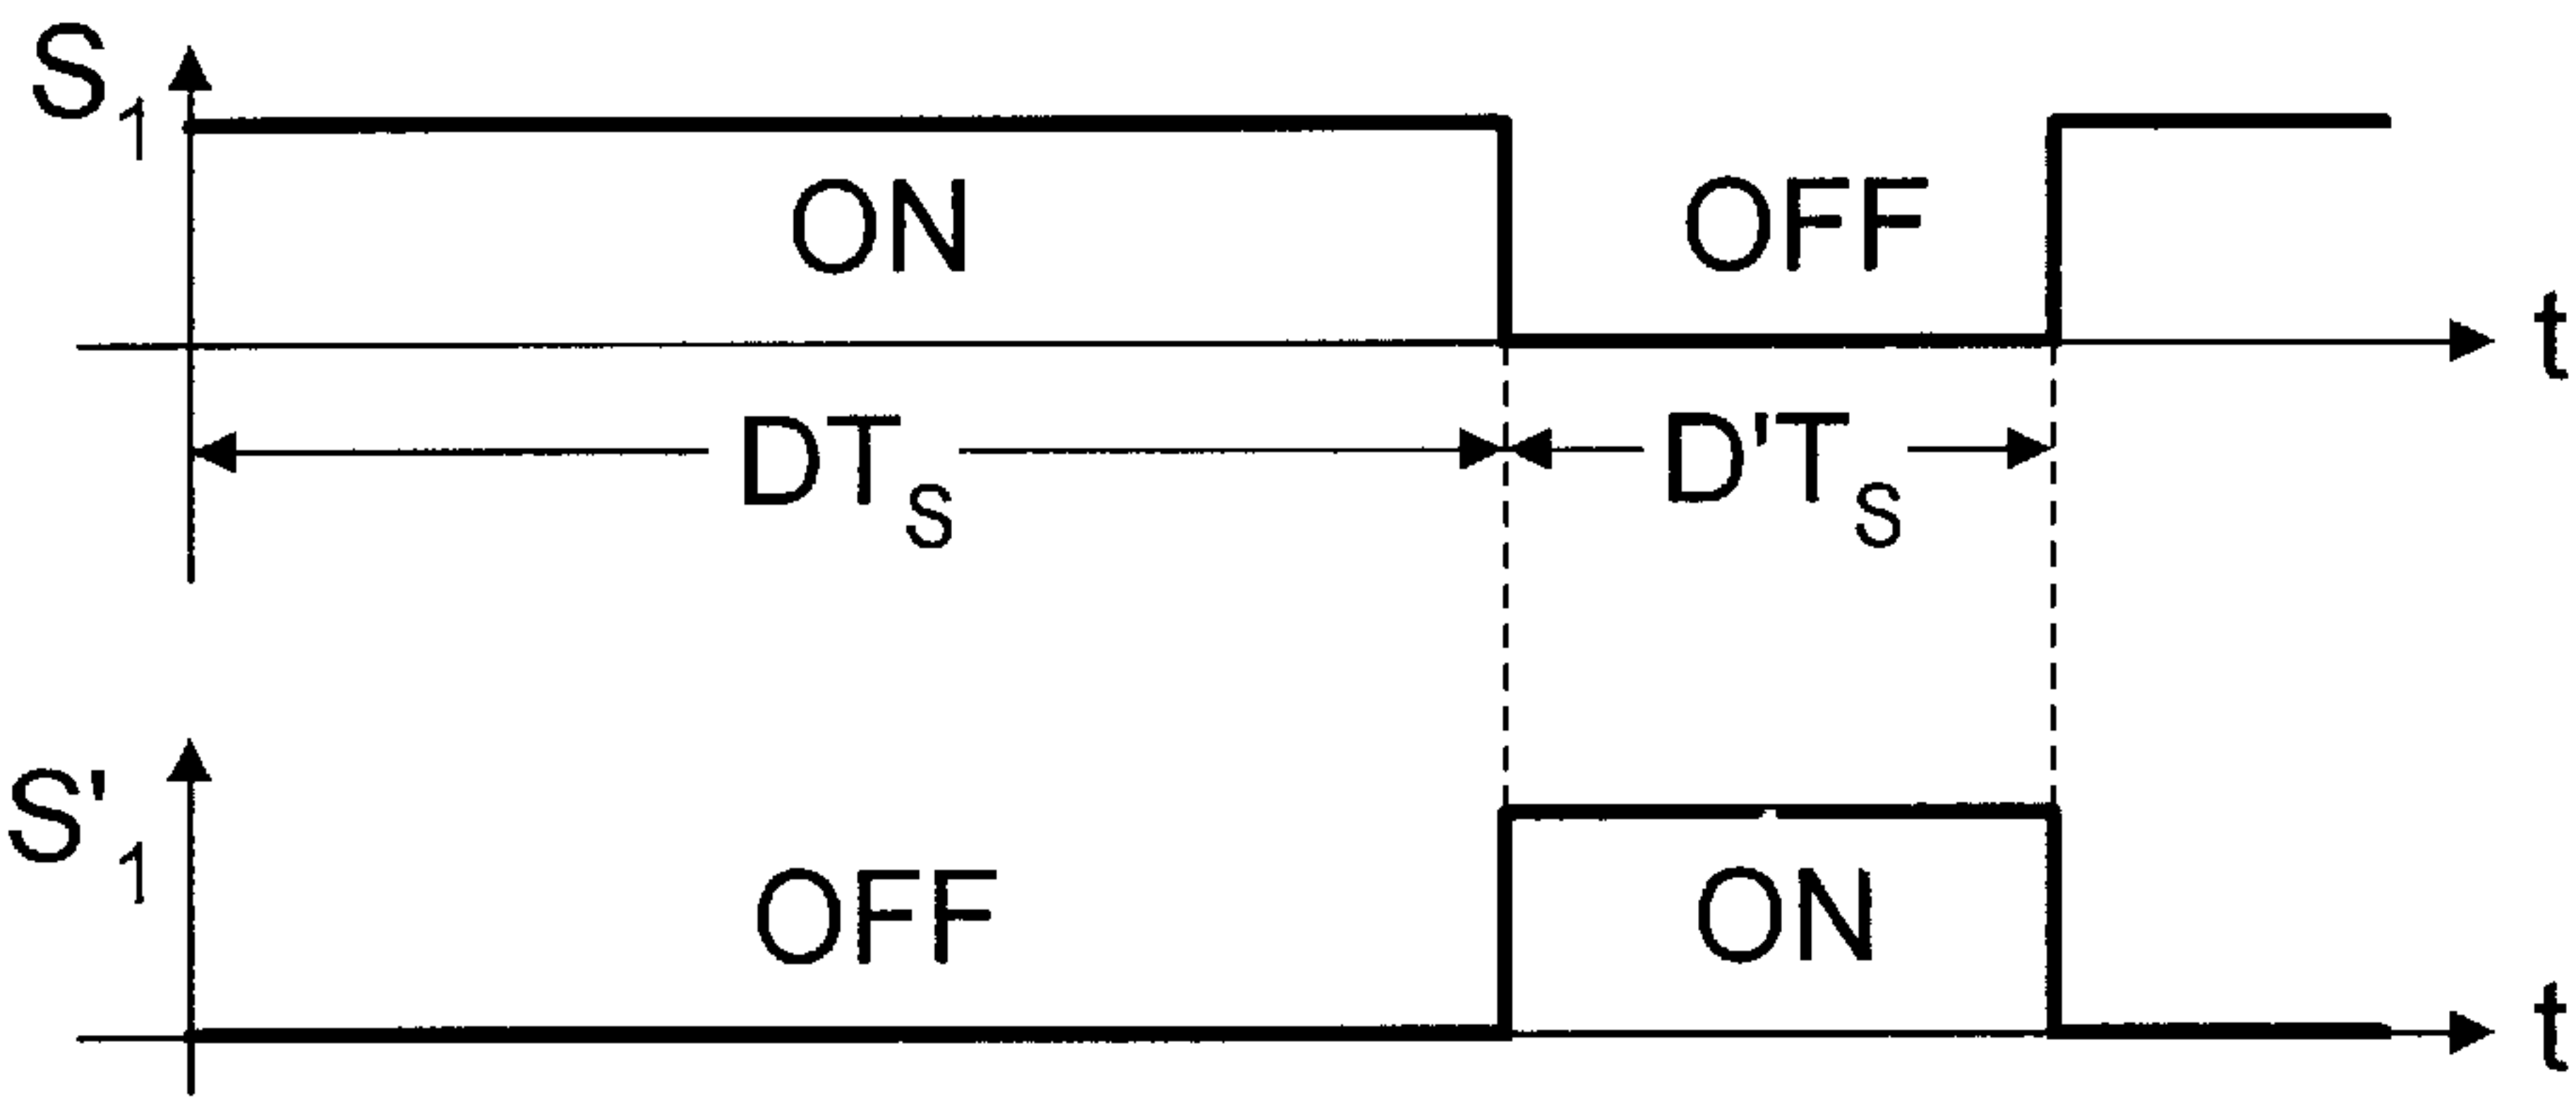 S₁
ON OFF
t
DTₛ D'Tₛ
S'₁
OFF ON
t